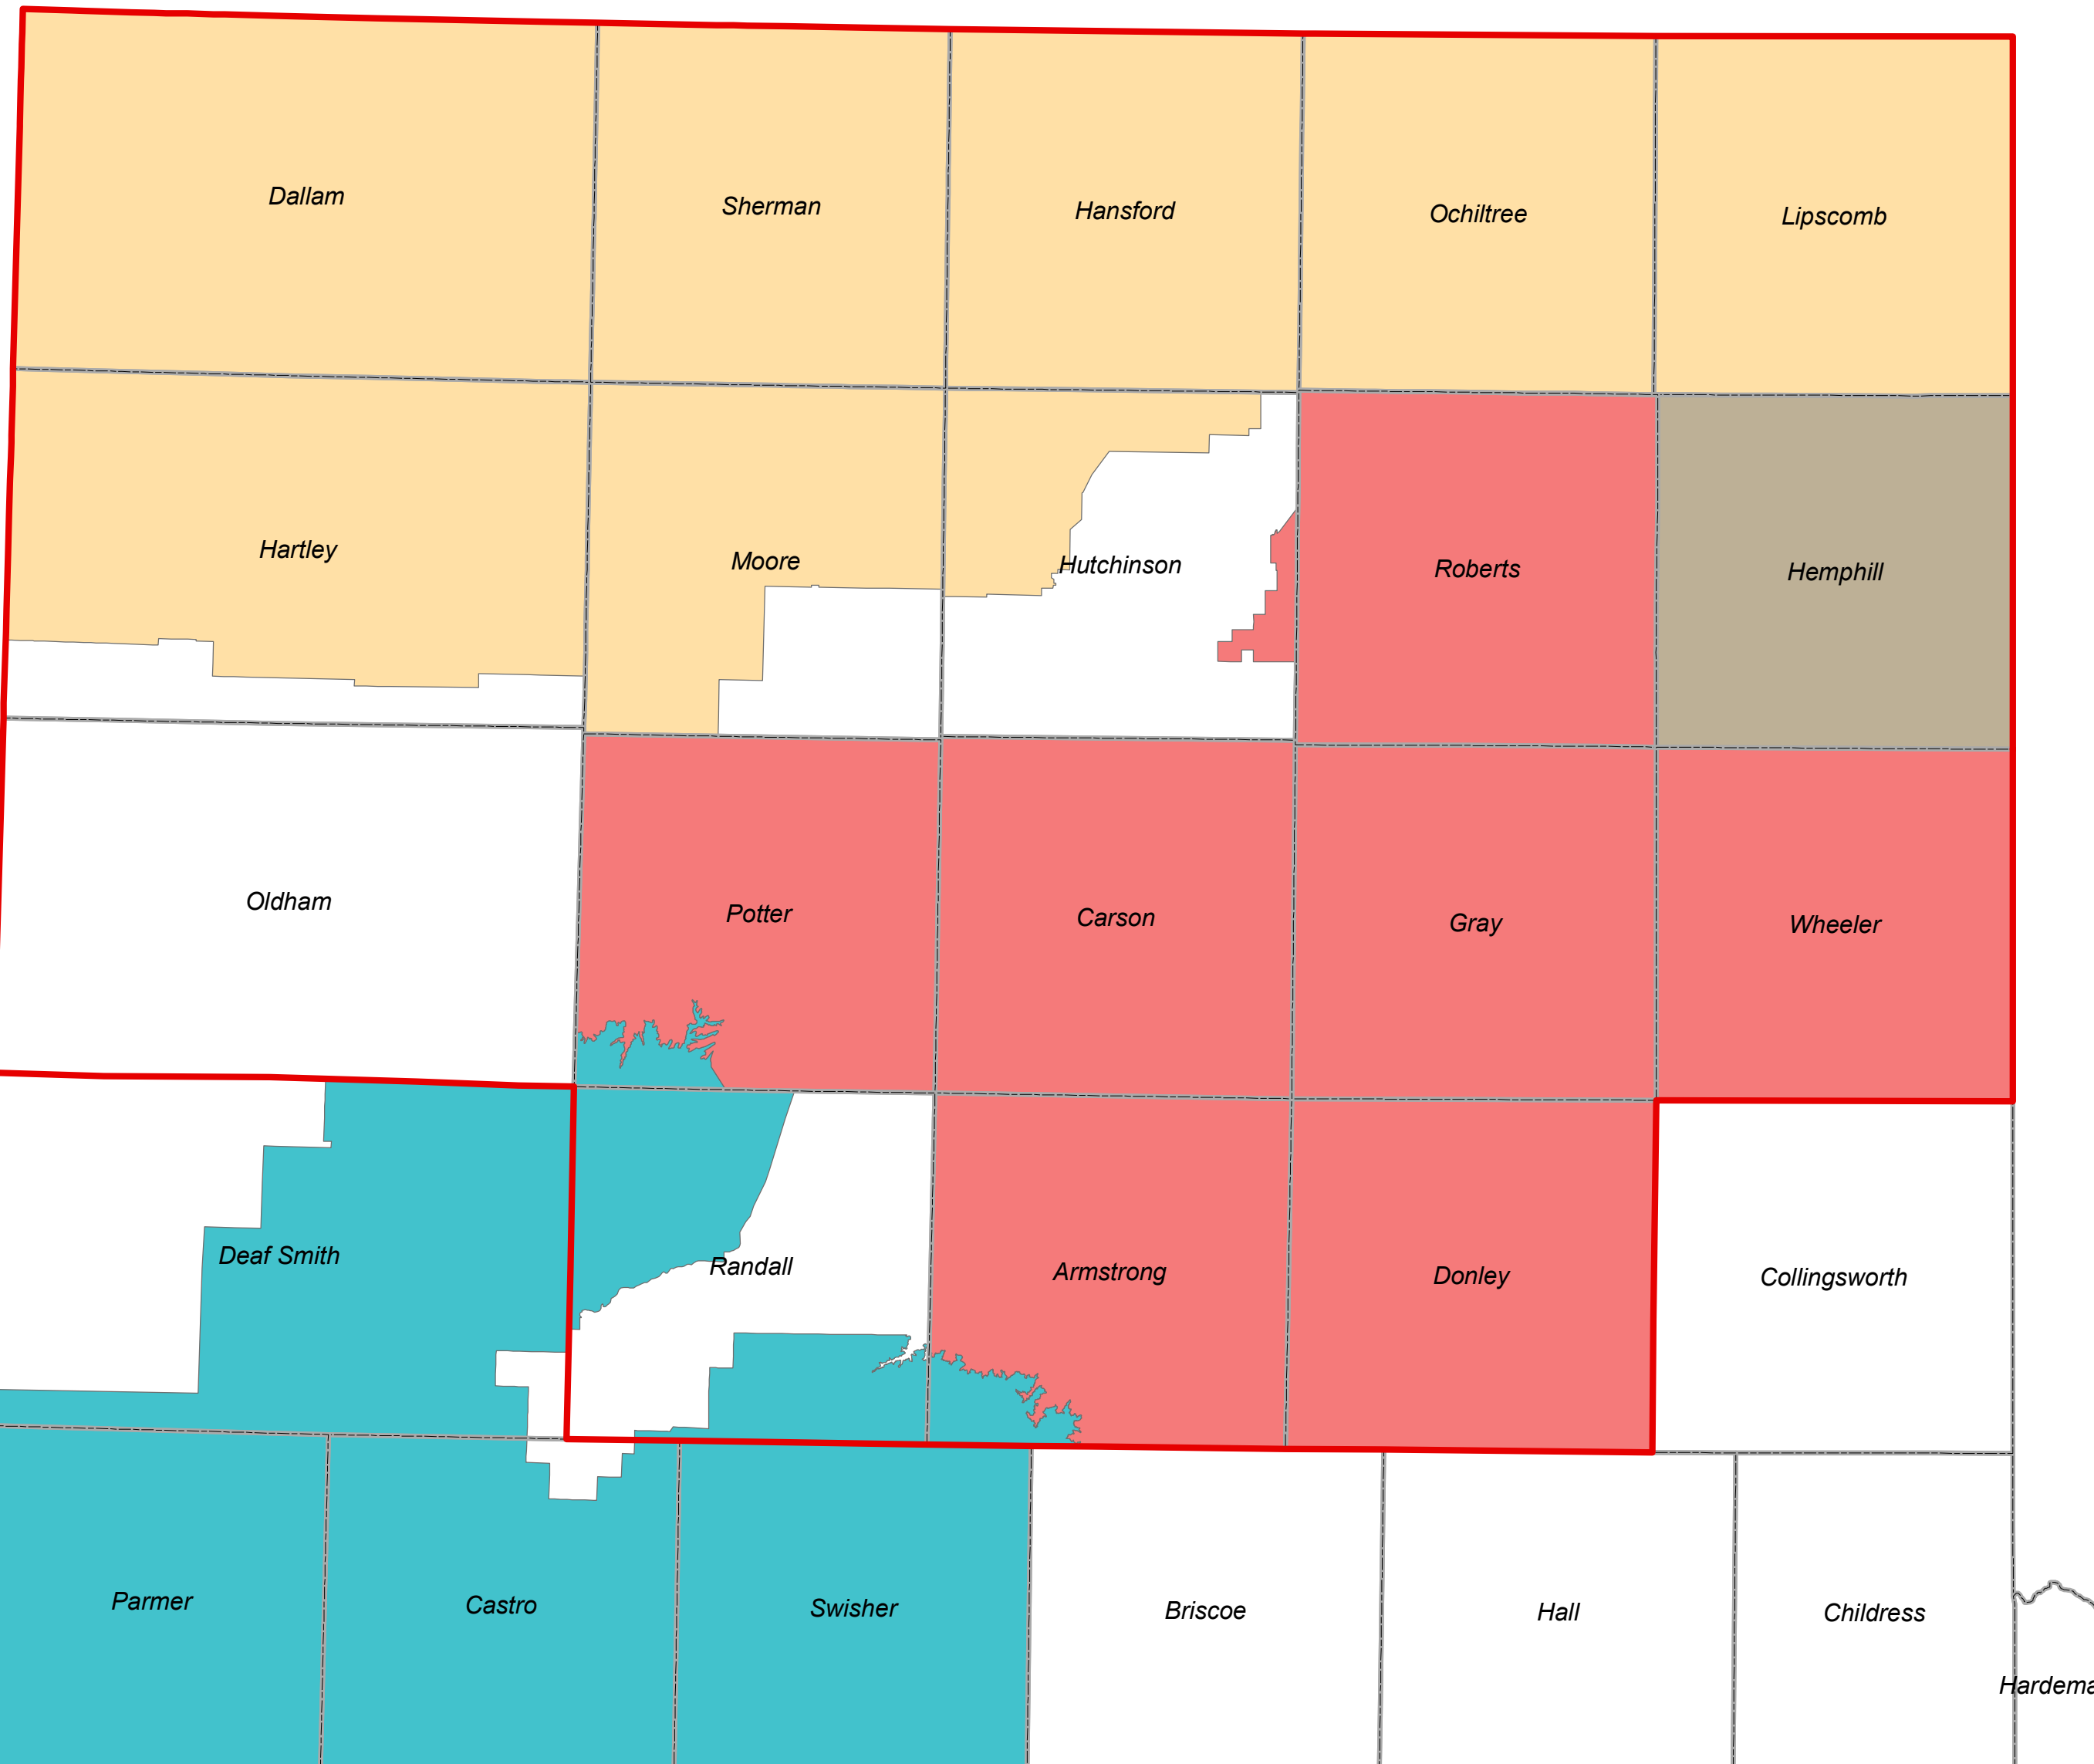 Dallam
Sherman
Hansford
Ochiltree
Lipscomb
Hartley
Moore
Hutchinson
Roberts
Hemphill
Oldham
Potter
Carson
Gray
Wheeler
Deaf Smith
Randall
Armstrong
Donley
Collingsworth
Parmer
Castro
Swisher
Briscoe
Hall
Childress
Hardema